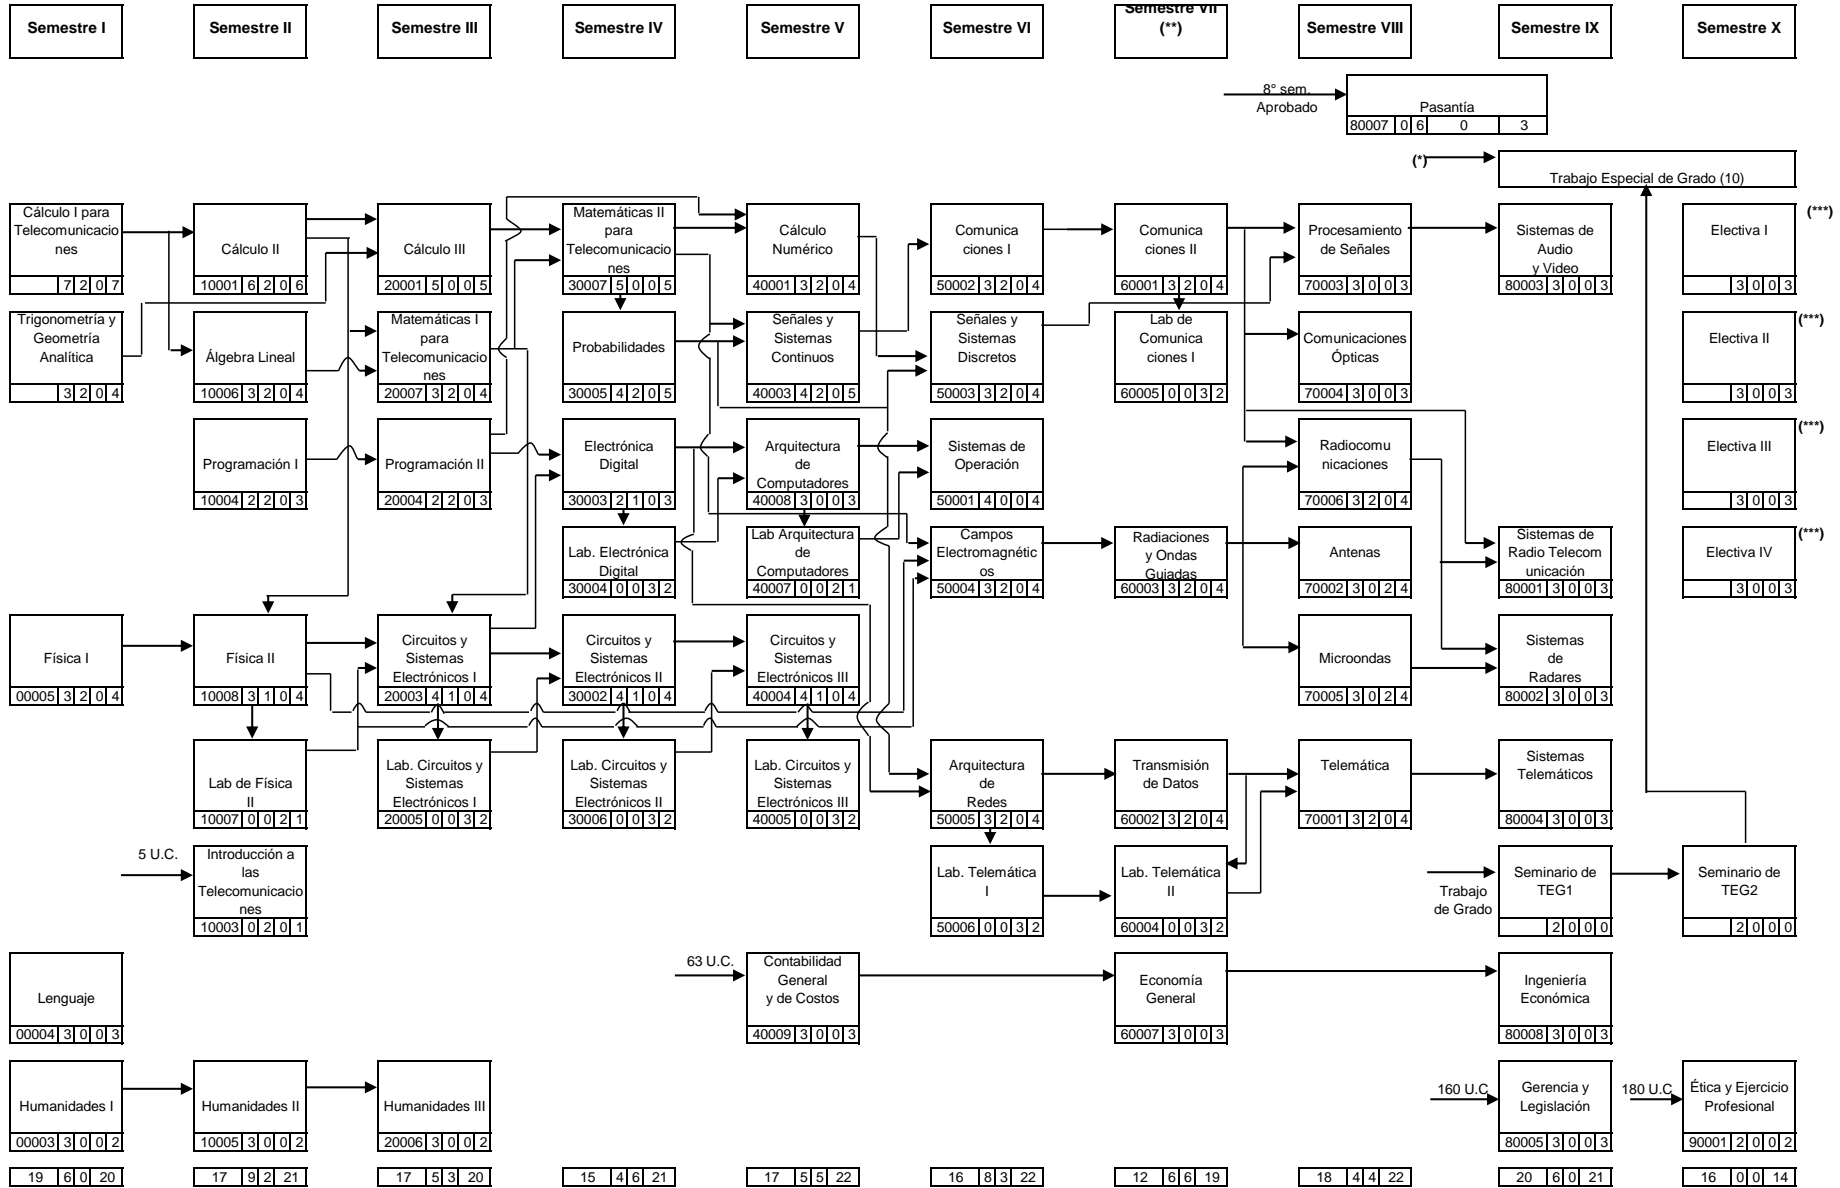 Semestre I
Semestre II
Semestre III
Semestre IV
Semestre V
Semestre VI
Semestre VII
(**)
Semestre VIII
Semestre IX
Semestre X
8° sem.
Aprobado
Pasantía
80007 0 6 0 3
(*)
Trabajo Especial de Grado (10)
Cálculo I para
Telecomunicacio
nes
7 2 0 7
Cálculo II
10001 6 2 0 6
Cálculo III
20001 5 0 0 5
Matemáticas II
para
Telecomunicacio
nes
30007 5 0 0 5
Cálculo
Numérico
40001 3 2 0 4
Comunica
ciones I
50002 3 2 0 4
Comunica
ciones II
60001 3 2 0 4
Procesamiento
de Señales
70003 3 0 0 3
Sistemas de
Audio
y Video
80003 3 0 0 3
Electiva I
3 0 0 3
(***)
Trigonometría y
Geometría
Analítica
3 2 0 4
Álgebra Lineal
10006 3 2 0 4
Matemáticas I
para
Telecomunicacio
nes
20007 3 2 0 4
Probabilidades
30005 4 2 0 5
Señales y
Sistemas
Continuos
40003 4 2 0 5
Señales y
Sistemas
Discretos
50003 3 2 0 4
Lab de
Comunica
ciones I
60005 0 0 3 2
Comunicaciones
Ópticas
70004 3 0 0 3
Electiva II
3 0 0 3
(***)
Programación I
10004 2 2 0 3
Programación II
20004 2 2 0 3
Electrónica
Digital
30003 2 1 0 3
Arquitectura
de
Computadores
40008 3 0 0 3
Sistemas de
Operación
50001 4 0 0 4
Radiocomu
nicaciones
70006 3 2 0 4
Electiva III
3 0 0 3
(***)
Lab. Electrónica
Digital
30004 0 0 3 2
Lab Arquitectura
de
Computadores
40007 0 0 2 1
Campos
Electromagnétic
os
50004 3 2 0 4
Radiaciones
y Ondas
Guiadas
60003 3 2 0 4
Antenas
70002 3 0 2 4
Sistemas de
Radio Telecom
unicación
80001 3 0 0 3
Electiva IV
3 0 0 3
(***)
Física I
00005 3 2 0 4
Física II
10008 3 1 0 4
Circuitos y
Sistemas
Electrónicos I
20003 4 1 0 4
Circuitos y
Sistemas
Electrónicos II
30002 4 1 0 4
Circuitos y
Sistemas
Electrónicos III
40004 4 1 0 4
Microondas
70005 3 0 2 4
Sistemas
de
Radares
80002 3 0 0 3
Lab de Física
II
10007 0 0 2 1
Lab. Circuitos y
Sistemas
Electrónicos I
20005 0 0 3 2
Lab. Circuitos y
Sistemas
Electrónicos II
30006 0 0 3 2
Lab. Circuitos y
Sistemas
Electrónicos III
40005 0 0 3 2
Arquitectura
de
Redes
50005 3 2 0 4
Transmisión
de Datos
60002 3 2 0 4
Telemática
70001 3 2 0 4
Sistemas
Telemáticos
80004 3 0 0 3
5 U.C.
Introducción a
las
Telecomunicacio
nes
10003 0 2 0 1
Lab. Telemática
I
50006 0 0 3 2
Lab. Telemática
II
60004 0 0 3 2
Trabajo
de Grado
Seminario de
TEG1
2 0 0 0
Seminario de
TEG2
2 0 0 0
Lenguaje
00004 3 0 0 3
63 U.C.
Contabilidad
General
y de Costos
40009 3 0 0 3
Economía
General
60007 3 0 0 3
Ingeniería
Económica
80008 3 0 0 3
Humanidades I
00003 3 0 0 2
Humanidades II
10005 3 0 0 2
Humanidades III
20006 3 0 0 2
160 U.C
Gerencia y
Legislación
80005 3 0 0 3
180 U.C
Ética y Ejercicio
Profesional
90001 2 0 0 2
19 6 0 20
17 9 2 21
17 5 3 20
15 4 6 21
17 5 5 22
16 8 3 22
12 6 6 19
18 4 4 22
20 6 0 21
16 0 0 14